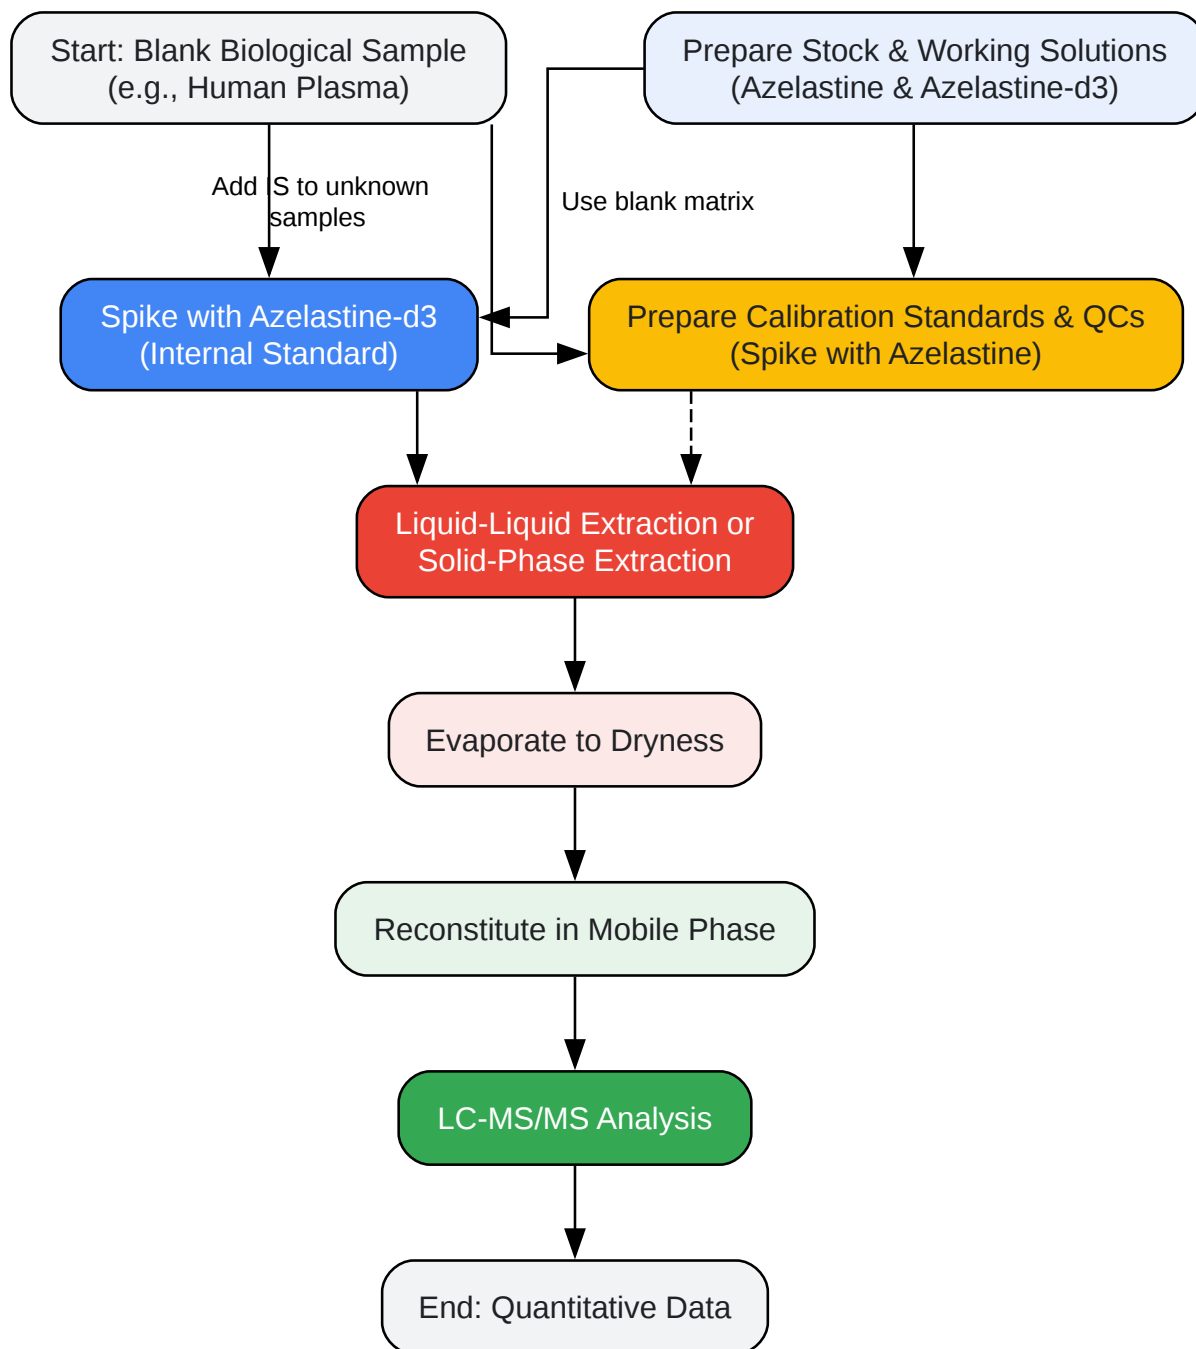 Start: Blank Biological Sample
(e.g., Human Plasma)
Prepare Stock & Working Solutions
(Azelastine & Azelastine-d3)
Add IS to unknown
samples
Use blank matrix
Spike with Azelastine-d3
(Internal Standard)
Prepare Calibration Standards & QCs
(Spike with Azelastine)
Liquid-Liquid Extraction or
Solid-Phase Extraction
Evaporate to Dryness
Reconstitute in Mobile Phase
LC-MS/MS Analysis
End: Quantitative Data